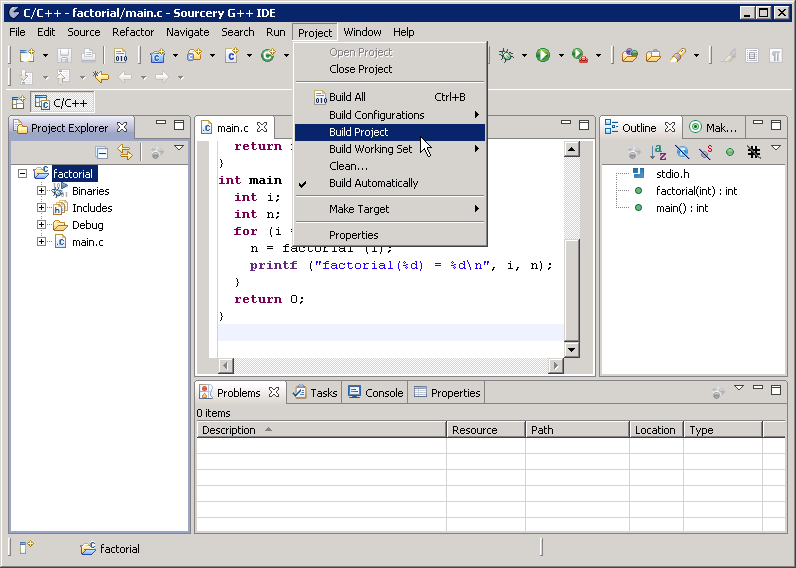 C/C++ - factorial/main.c - Sourcery G++ IDE
File Edit Source Refactor Navigate Search Run Project Window Help
Open Project
Close Project
Build All Ctrl+B
Build Configurations
Build Project
Build Working Set
Clean...
Build Automatically
Make Target
Properties
C/C++
Project Explorer
factorial
Binaries
Includes
Debug
main.c
main.c
return
}
int main
int i;
int n;
for (i
n = factorial (i);
printf ("factorial(%d) = %d\n", i, n);
}
return 0;
}
Outline Mak...
stdio.h
factorial(int) : int
main() : int
Problems Tasks Console Properties
0 items
Description Resource Path Location Type
factorial